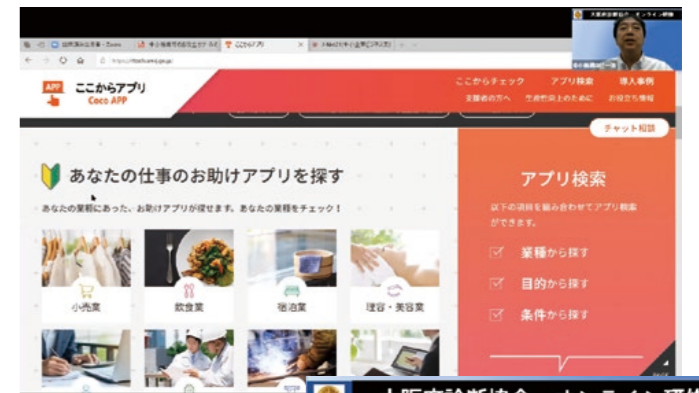 ここからアプリ
Coco APP
APP
ここからチェック アプリ検索 導入事例
支援者の方へ 生産性向上のために お役立ち情報
チャット相談
あなたの仕事のお助けアプリを探す
あなたの業種にあった、お助けアプリが探せます。あなたの業種をチェック!
小売業
飲食業
宿泊業
理容・美容業
アプリ検索
以下の項目を組み合わせてアプリ検索
ができます。
業種から探す
目的から探す
条件から探す